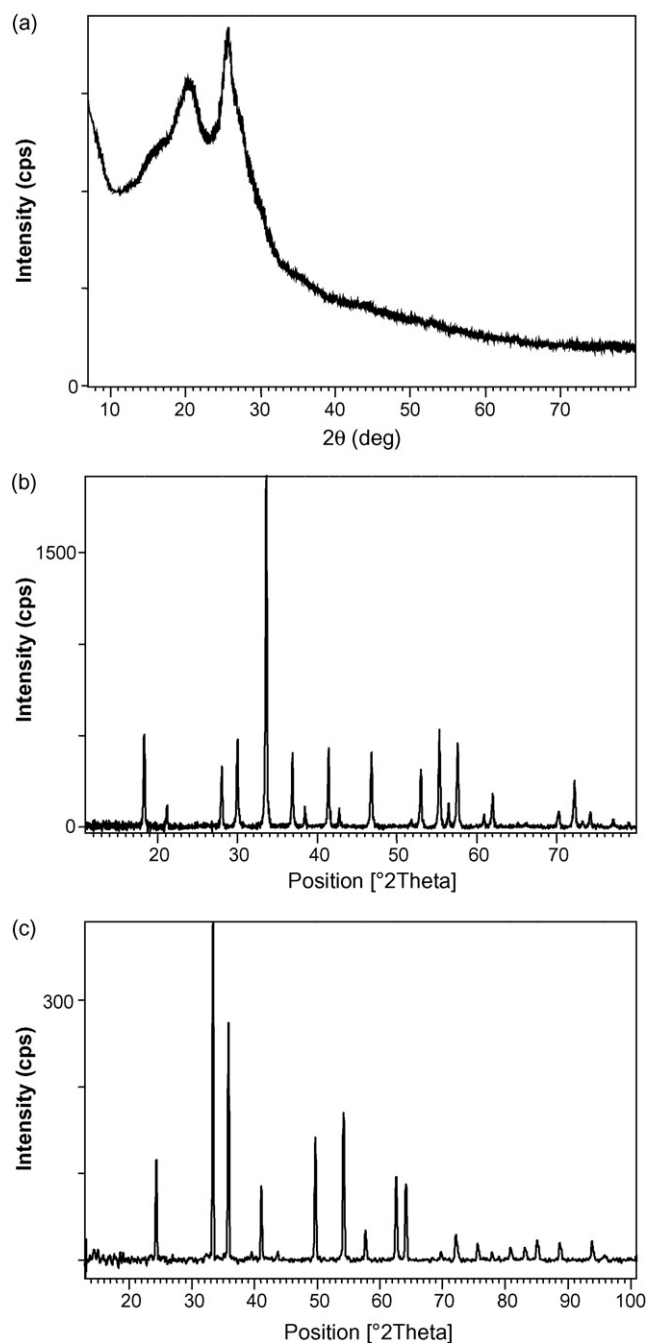 (a)
Intensity (cps)
0
10 20 30 40 50 60 70
2θ (deg)
(b)
1500
Intensity (cps)
0
20 30 40 50 60 70
Position [°2Theta]
(c)
300
Intensity (cps)
20 30 40 50 60 70 80 90 100
Position [°2Theta]